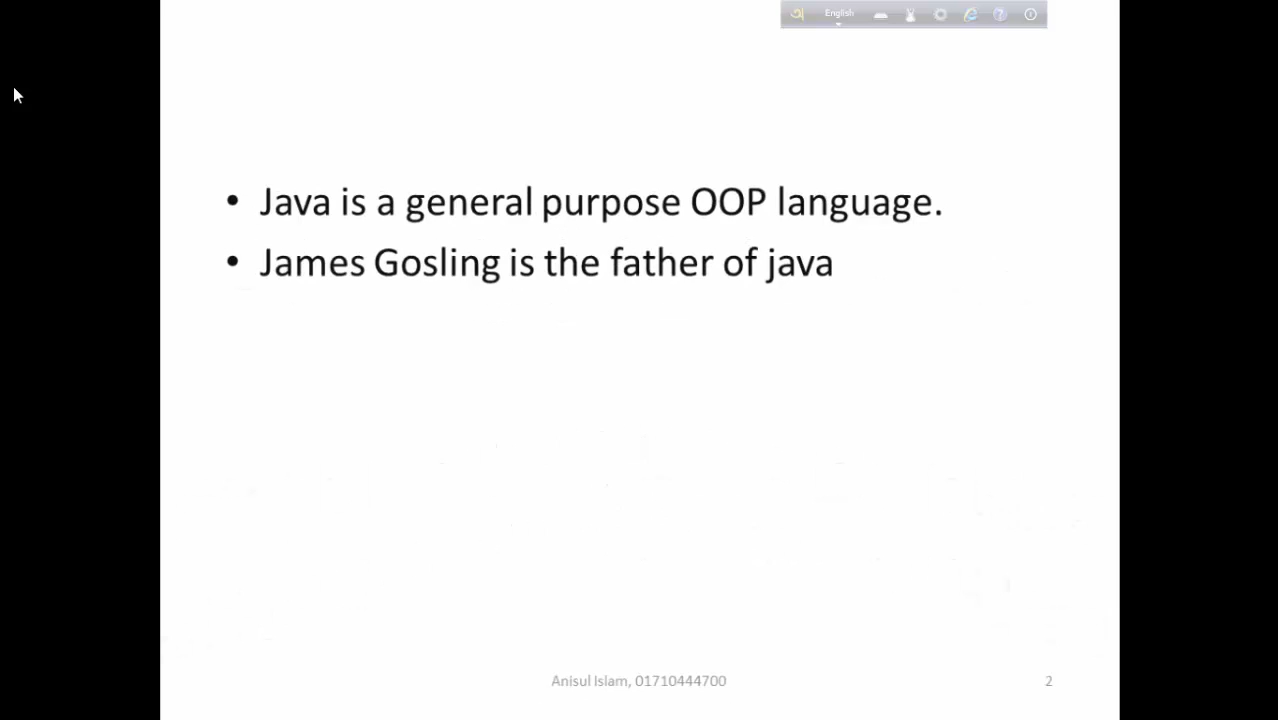 অ English
• Java is a general purpose OOP language.
• James Gosling is the father of java
Anisul Islam, 01710444700
2